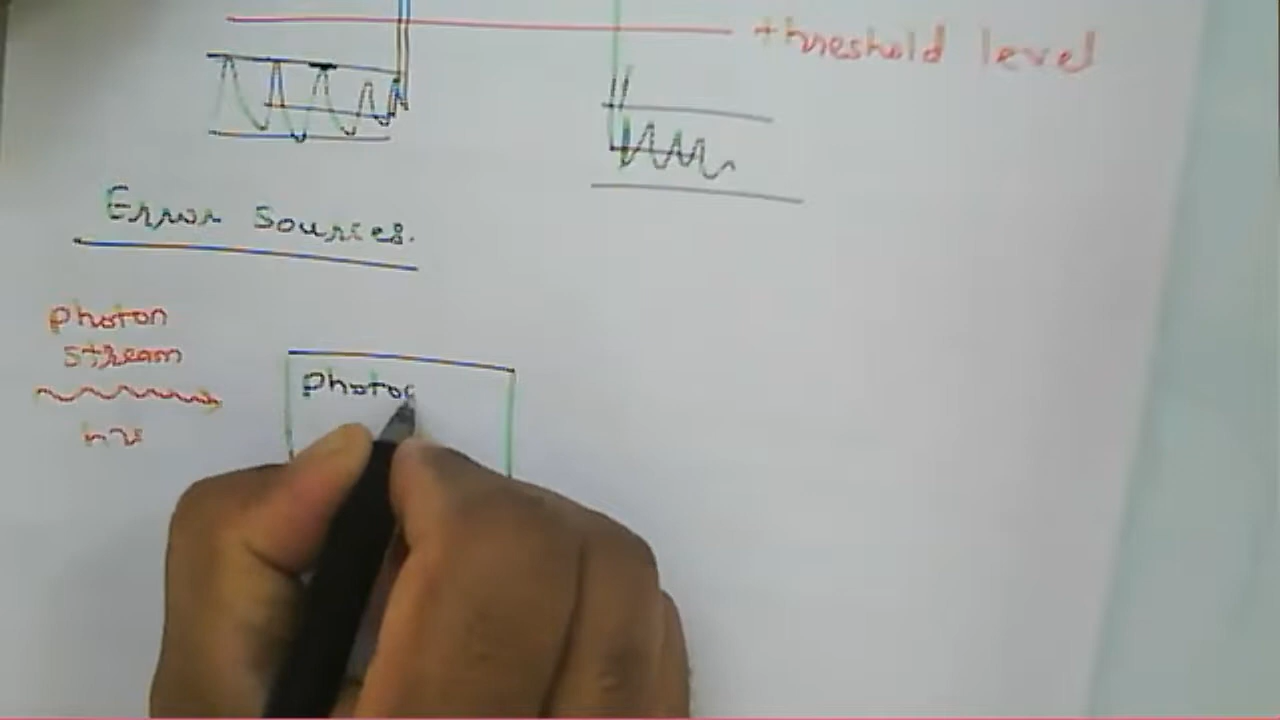 threshold level
Error Sources.
photon
stream
hν
photo